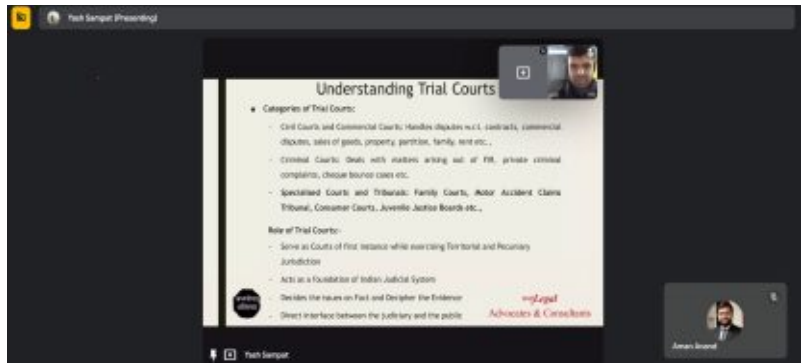 Yash Sampat (Presenting)
Understanding Trial Courts
Categories of Trial Courts:
- Civil Courts and Commercial Courts: Handles disputes w.r.t. contracts, commercial
disputes, sales of goods, property, partition, family, rent etc.,
- Criminal Courts: Deals with matters arising out of FIR, private criminal
complaints, cheque bounce cases etc.
- Specialised Courts and Tribunals: Family Courts, Motor Accident Claims
Tribunal, Consumer Courts, Juvenile Justice Boards etc.,
Role of Trial Courts:-
- Serve as Courts of first instance while exercising Territorial and Pecuniary
Jurisdiction
- Acts as a foundation of Indian Judicial System
- Decides the issues on Fact and Decipher the Evidence
- Direct interface between the judiciary and the public
Legal
Advocates & Consultants
Aman Anand
Yash Sampat